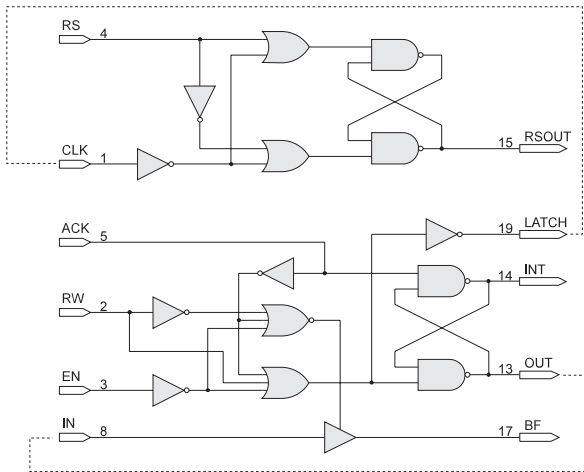 RS
4
CLK
1
15
RSOUT
ACK
5
19
LATCH
14
INT
RW
2
EN
3
13
OUT
IN
8
17
BF